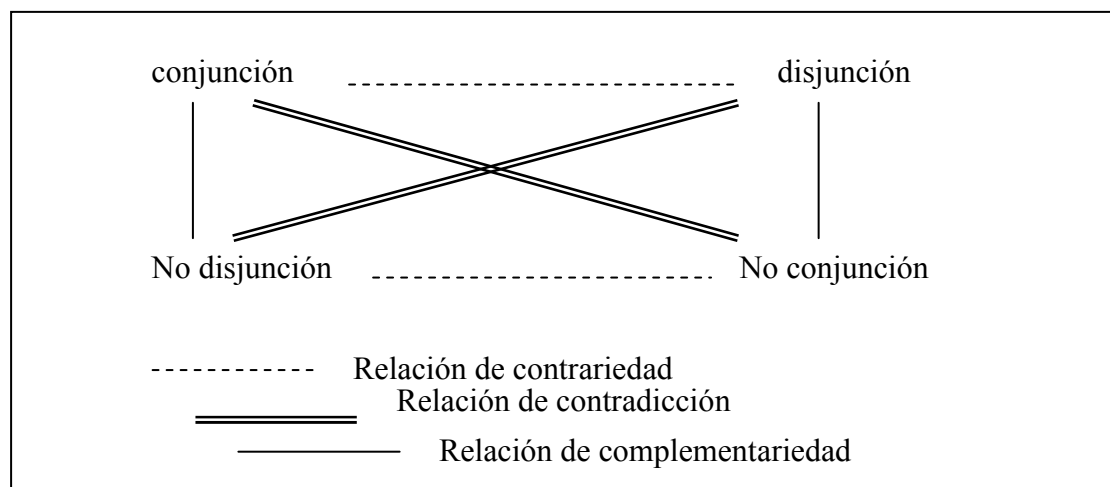 conjunción disjunción
No disjunción No conjunción
Relación de contrariedad
Relación de contradicción
Relación de complementariedad